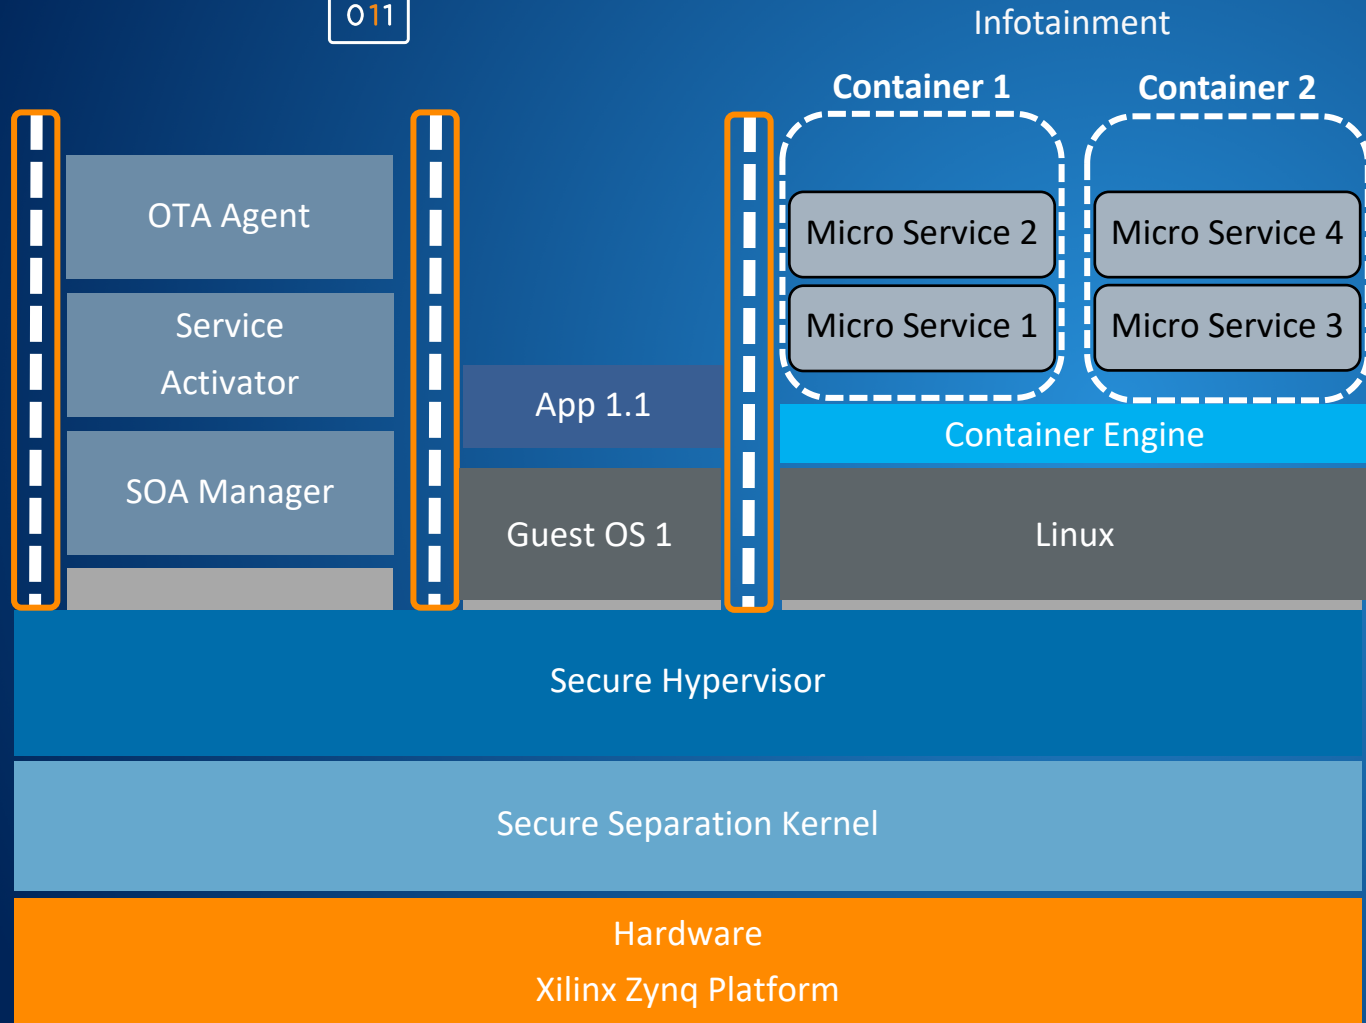 011
Infotainment
Container 1
Container 2
OTA Agent
Service
Activator
SOA Manager
App 1.1
Guest OS 1
Micro Service 2
Micro Service 1
Micro Service 4
Micro Service 3
Container Engine
Linux
Secure Hypervisor
Secure Separation Kernel
Hardware
Xilinx Zynq Platform